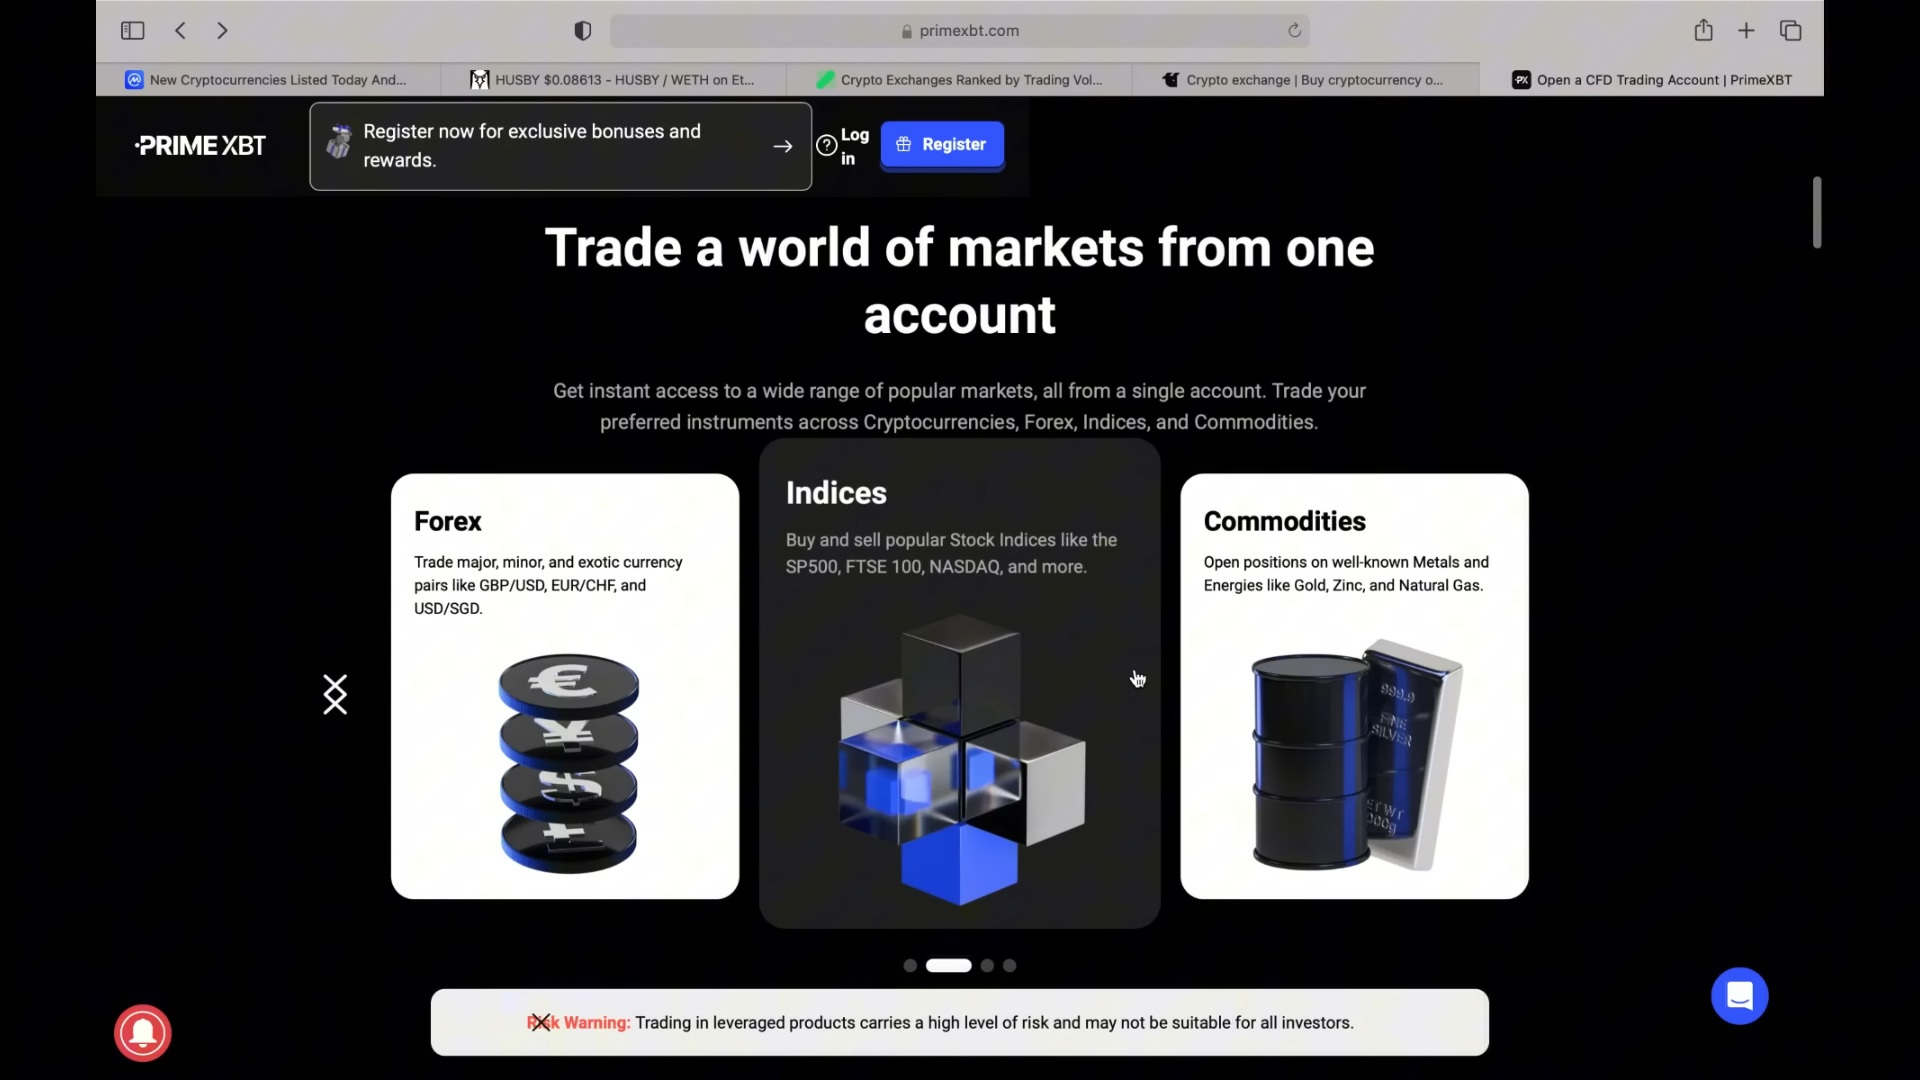 primexbt.com
New Cryptocurrencies Listed Today And...
HUSBY $0.08613 - HUSBY / WETH on Et...
Crypto Exchanges Ranked by Trading Vol...
Crypto exchange | Buy cryptocurrency o...
Open a CFD Trading Account | PrimeXBT
PRIME XBT
Register now for exclusive bonuses and
rewards.
Log
in
Register
Trade a world of markets from one
account
Get instant access to a wide range of popular markets, all from a single account. Trade your
preferred instruments across Cryptocurrencies, Forex, Indices, and Commodities.
Forex
Trade major, minor, and exotic currency
pairs like GBP/USD, EUR/CHF, and
USD/SGD.
Indices
Buy and sell popular Stock Indices like the
SP500, FTSE 100, NASDAQ, and more.
Commodities
Open positions on well-known Metals and
Energies like Gold, Zinc, and Natural Gas.
999.9
FINE
SILVER
Risk Warning: Trading in leveraged products carries a high level of risk and may not be suitable for all investors.